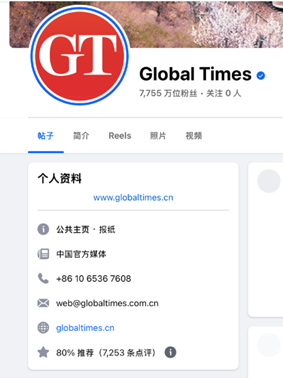 GT
Global Times
7,755 万位粉丝 · 关注 0 人
帖子 简介 Reels 照片 视频
个人资料
www.globaltimes.cn
公共主页 · 报纸
中国官方媒体
+86 10 6536 7608
web@globaltimes.com.cn
globaltimes.cn
80% 推荐（7,253 条点评）